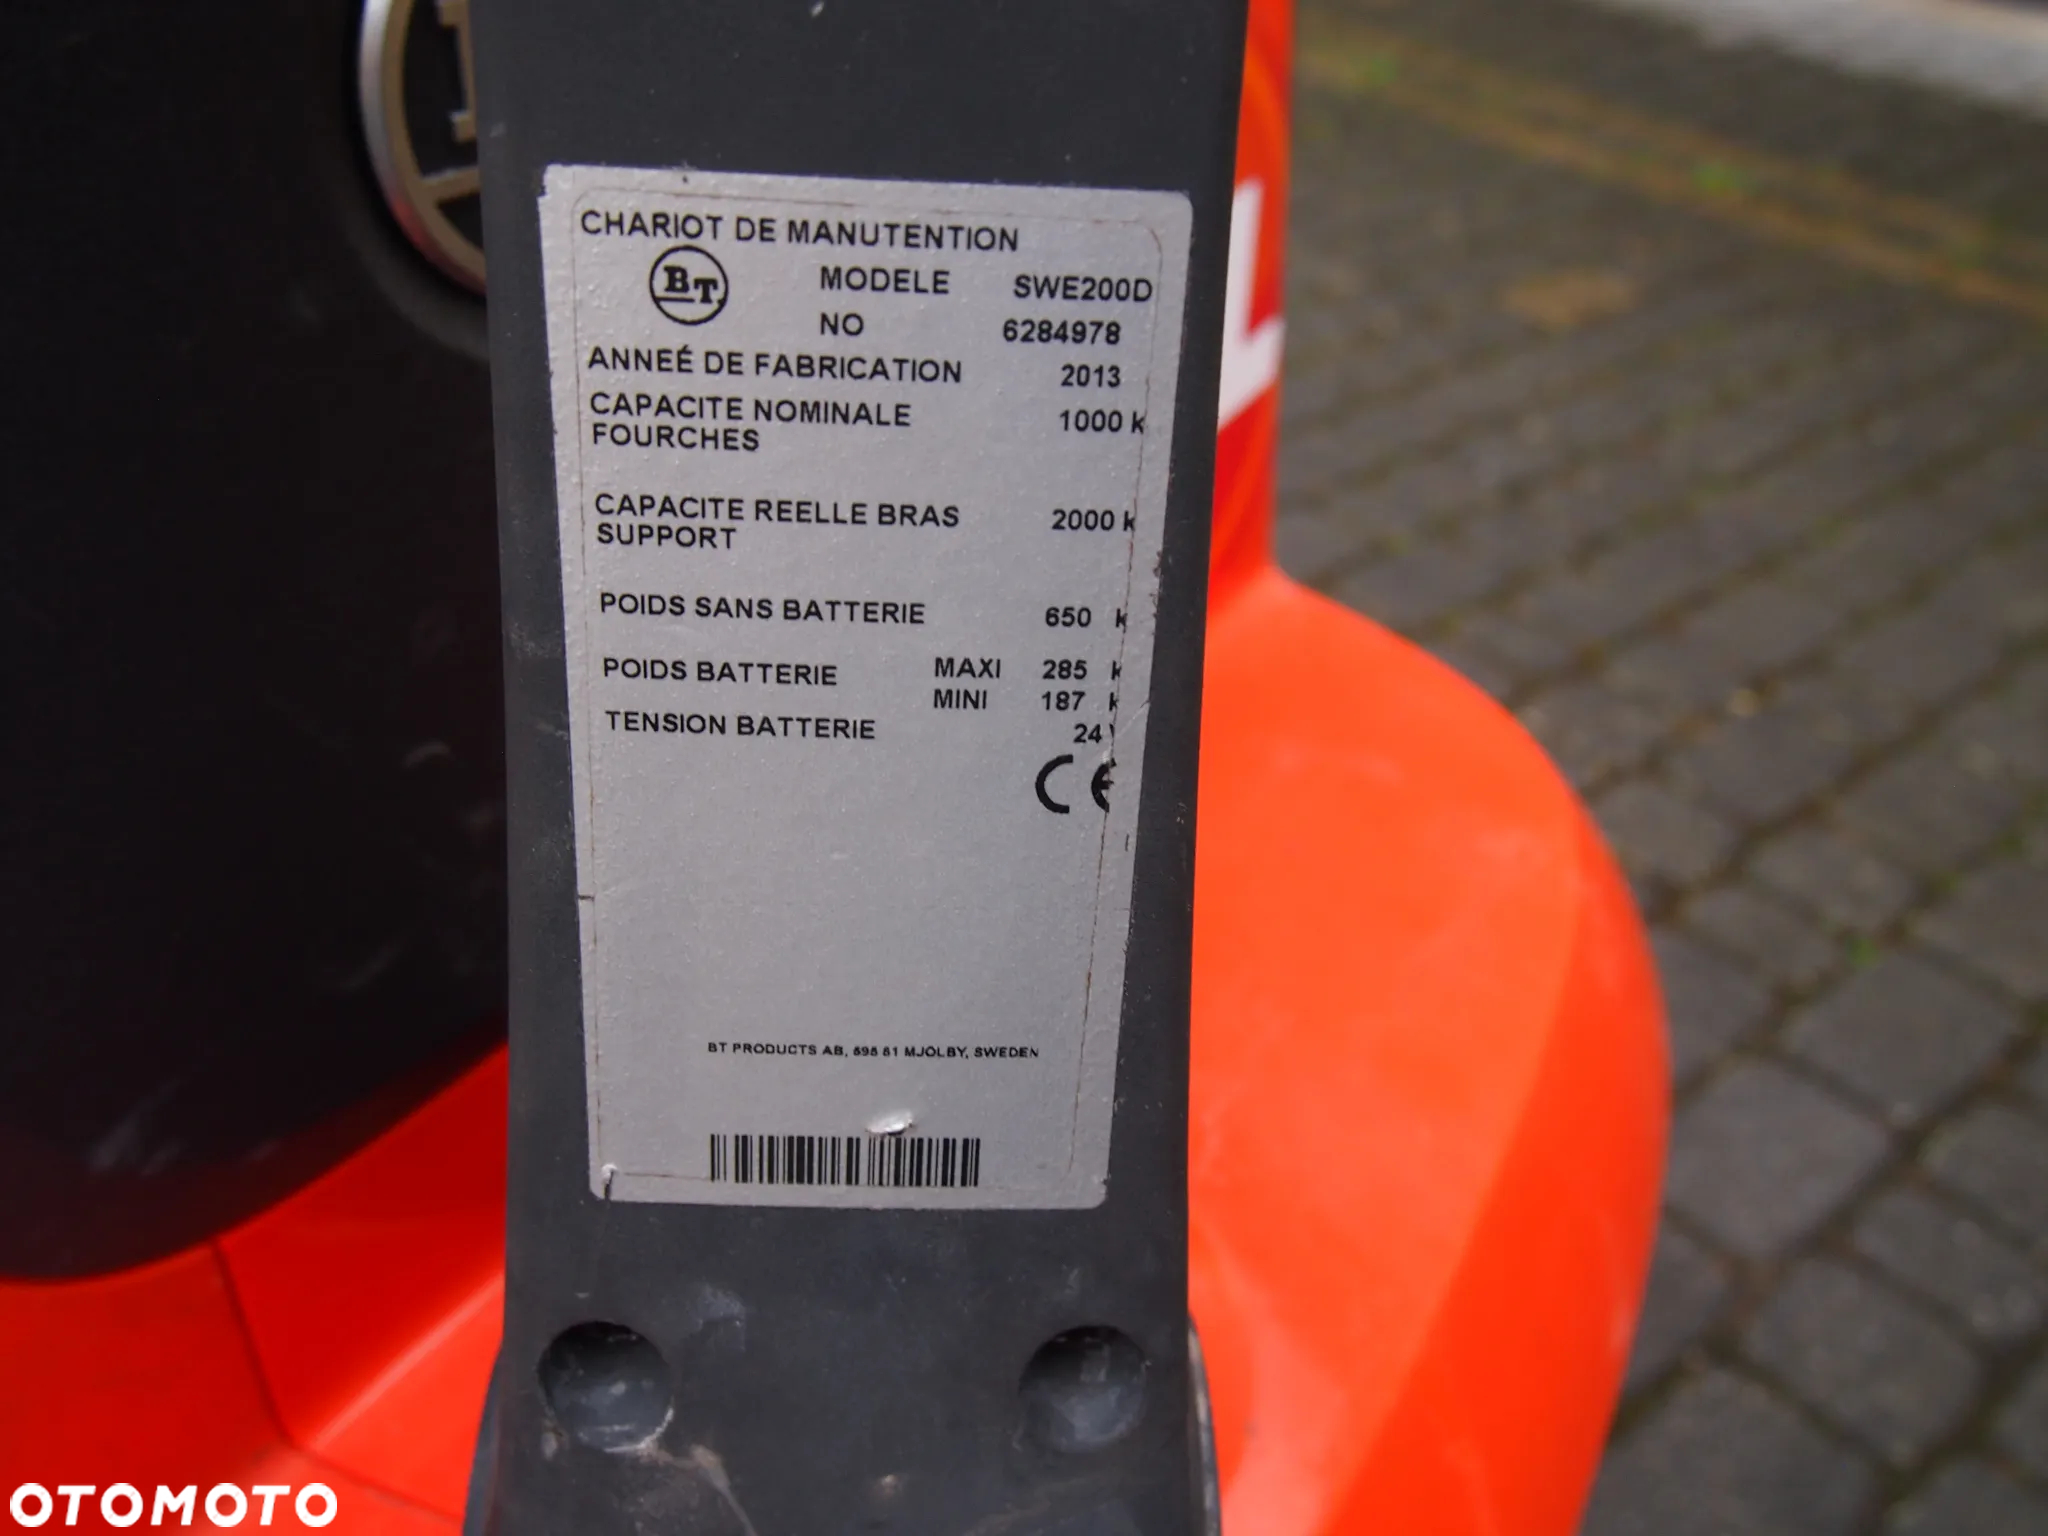 CHARIOT DE MANUTENTION
BT MODELE SWE200D
NO 6284978
ANNEÉ DE FABRICATION 2013
CAPACITE NOMINALE 1000 k
FOURCHES
CAPACITE REELLE BRAS 2000 k
SUPPORT
POIDS SANS BATTERIE 650 k
POIDS BATTERIE MAXI 285 k
MINI 187 k
TENSION BATTERIE 24 V
CE
BT PRODUCTS AB, 595 81 MJOLBY, SWEDEN
L
OTOMOTO